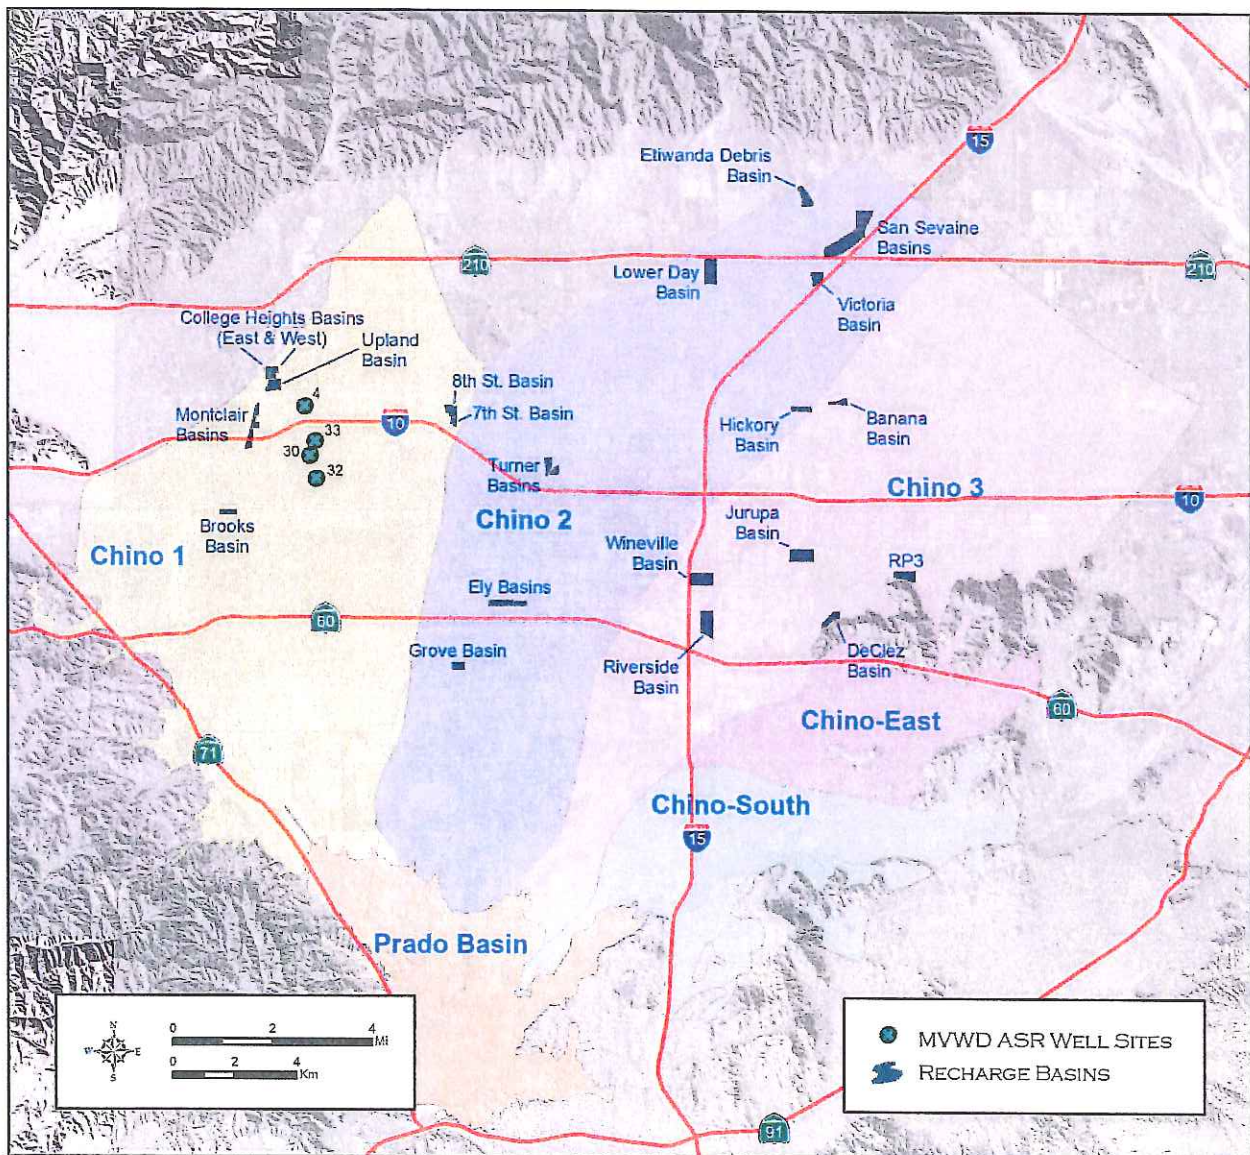 15
Etiwanda Debris
Basin
San Sevaine
Basins
210
Lower Day
Basin
210
Victoria
Basin
College Heights Basins
(East & West)
Upland
Basin
4
8th St. Basin
7th St. Basin
Montclair
Basins
10
33
30
32
Hickory
Basin
Banana
Basin
Turner
Basins
Chino 3
10
Chino 2
Jurupa
Basin
Brooks
Basin
Chino 1
Wineville
Basin
RP3
Ely Basins
60
Grove Basin
Riverside
Basin
DeClez
Basin
60
Chino-East
71
Chino-South
15
Prado Basin
N
W
E
S
0
2
4
Mi
0
2
4
Km
MVWD ASR WELL SITES
RECHARGE BASINS
91